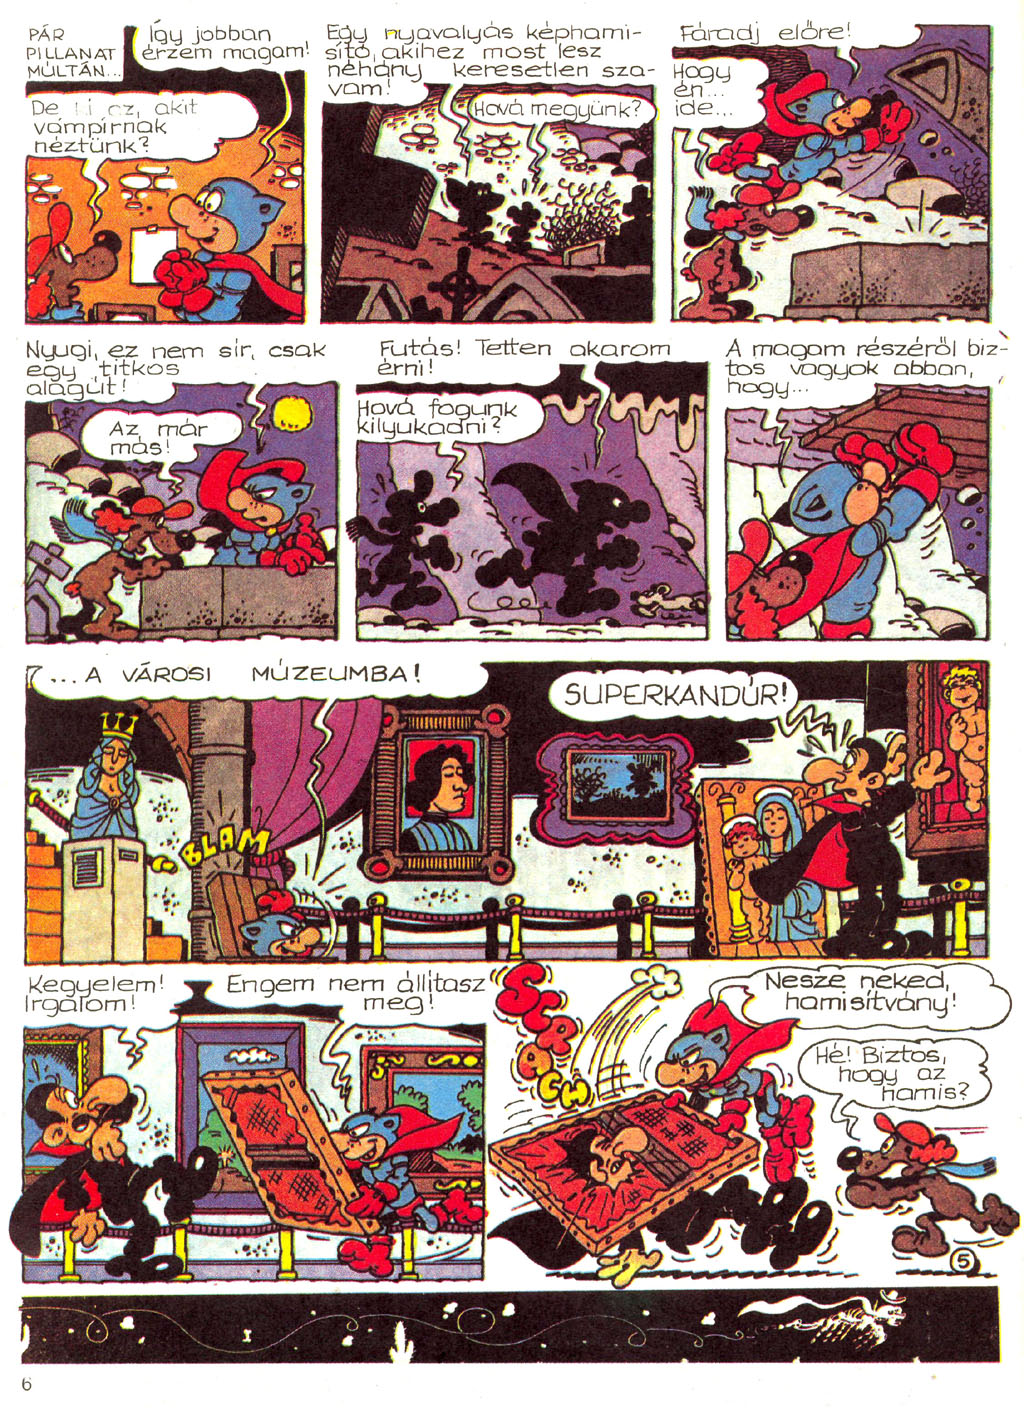 PÁR
PILLANAT
MÚLTÁN...
Így jobban
érzem magam!
De ki az, akit
vámpírnak
néztünk?
Egy nyavalyás képhami-
sító, akihez most lesz
néhány keresetlen sza-
vam!
Hová megyünk?
Fáradj előre!
Hogy
én...
ide...
Nyugi, ez nem sír, csak
egy titkos
alagút!
Az már
más!
Futás! Tetten akarom
érni!
Hová fogunk
kilyukadni?
A magam részéről biz-
tos vagyok abban,
hogy...
...A VÁROSI MÚZEUMBA!
SUPERKANDÚR!
BLAM
Kegyelem!
Irgalom!
Engem nem állítasz
meg!
SCRATCH
Nesze neked,
hamisítvány!
Hé! Biztos,
hogy az
hamis?
5
6